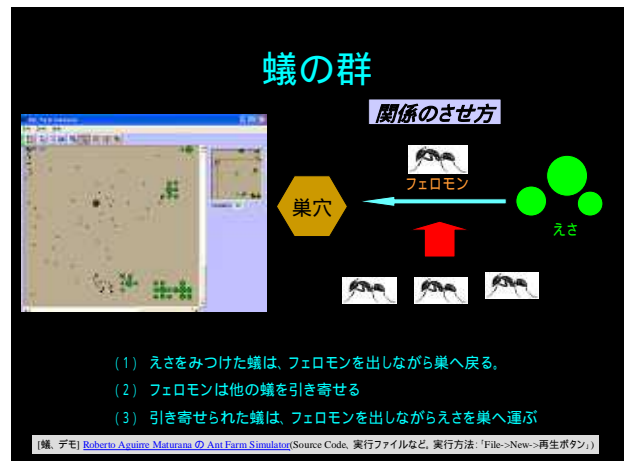 蟻の群
関係のさせ方
フェロモン
巣穴
えさ
(1) えさをみつけた蟻は、フェロモンを出しながら巣へ戻る。
(2) フェロモンは他の蟻を引き寄せる
(3) 引き寄せられた蟻は、フェロモンを出しながらえさを巣へ運ぶ
[蟻、デモ] Roberto Aguirre Maturana の Ant Farm Simulator(Source Code、実行ファイルなど。実行方法:「File->New->再生ボタン」)